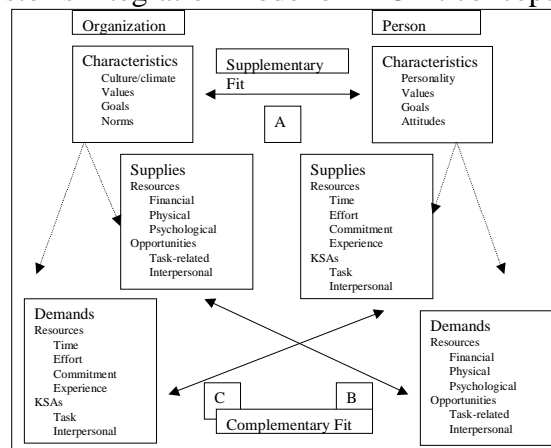 Organization
Person
Characteristics
Culture/climate
Values
Goals
Norms
Supplementary
Fit
A
Characteristics
Personality
Values
Goals
Attitudes
Supplies
Resources
Financial
Physical
Psychological
Opportunities
Task-related
Interpersonal
Supplies
Resources
Time
Effort
Commitment
Experience
KSAs
Task
Interpersonal
Demands
Resources
Time
Effort
Commitment
Experience
KSAs
Task
Interpersonal
C
B
Complementary Fit
Demands
Resources
Financial
Physical
Psychological
Opportunities
Task-related
Interpersonal